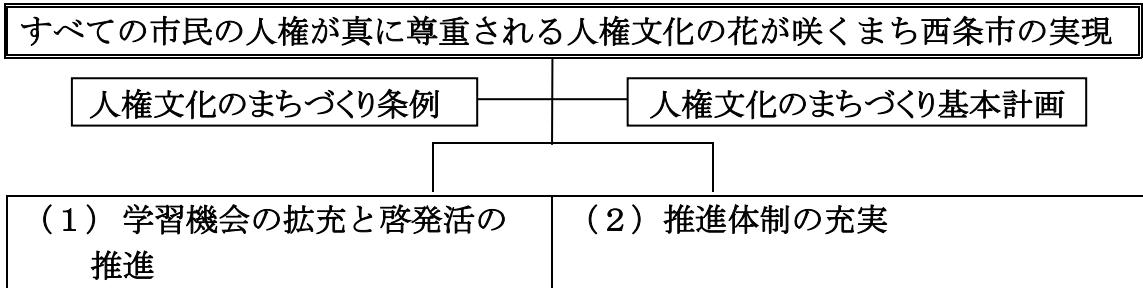 すべての市民の人権が真に尊重される人権文化の花が咲くまち西条市の実現
人権文化のまちづくり条例
人権文化のまちづくり基本計画
（１）学習機会の拡充と啓発活の
推進
（２）推進体制の充実